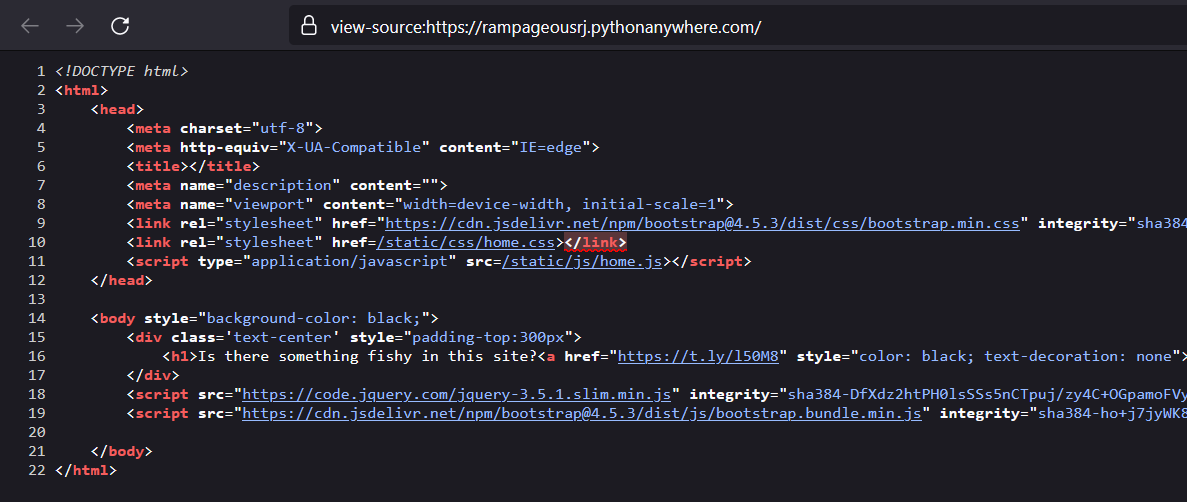 view-source:https://rampageousrj.pythonanywhere.com/
1 <!DOCTYPE html>
2 <html>
3 <head>
4 <meta charset="utf-8">
5 <meta http-equiv="X-UA-Compatible" content="IE=edge">
6 <title></title>
7 <meta name="description" content="">
8 <meta name="viewport" content="width=device-width, initial-scale=1">
9 <link rel="stylesheet" href="https://cdn.jsdelivr.net/npm/bootstrap@4.5.3/dist/css/bootstrap.min.css" integrity="sha384
10 <link rel="stylesheet" href=/static/css/home.css></link>
11 <script type="application/javascript" src=/static/js/home.js></script>
12 </head>
13
14 <body style="background-color: black;">
15 <div class='text-center' style="padding-top:300px">
16 <h1>Is there something fishy in this site?<a href="https://t.ly/l50M8" style="color: black; text-decoration: none">
17 </div>
18 <script src="https://code.jquery.com/jquery-3.5.1.slim.min.js" integrity="sha384-DfXdz2htPH0lsSSs5nCTpuj/zy4C+OGpamoFVy
19 <script src="https://cdn.jsdelivr.net/npm/bootstrap@4.5.3/dist/js/bootstrap.bundle.min.js" integrity="sha384-ho+j7jyWK8
20
21 </body>
22 </html>